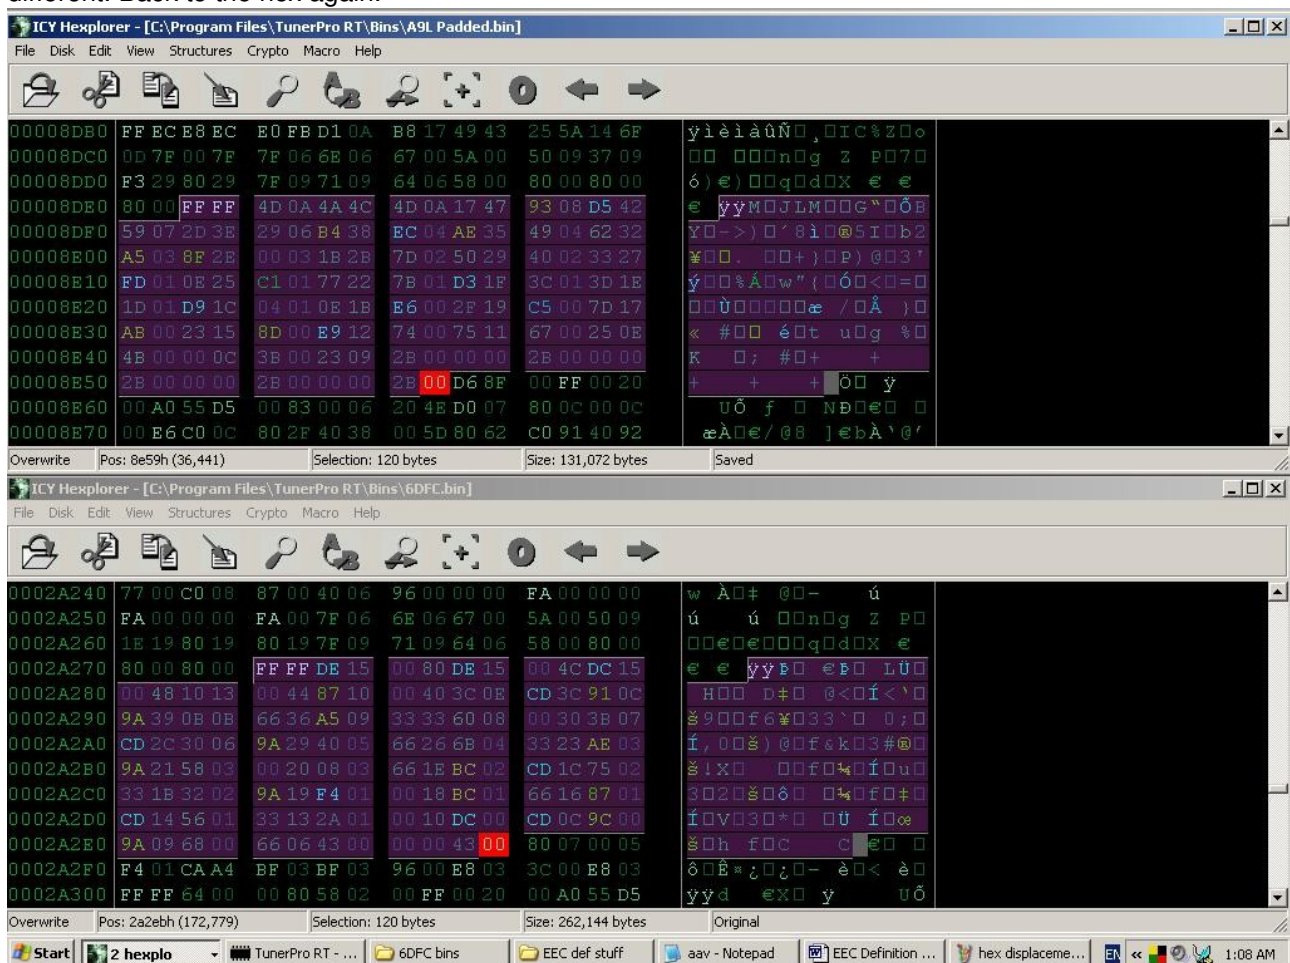 different. Back to the rich again.
ICY Hexplorer - [C:\Program Files\TunerPro RT\Bins\A9L Padded.bin]
File Disk Edit View Structures Crypto Macro Help
00008DB0 FF EC E8 EC E0 FB D1 0A B8 17 49 43 25 5A 14 6F
00008DC0 0D 7F 00 7F 7F 06 6E 06 67 00 5A 00 50 09 37 09
00008DD0 F3 29 80 29 7F 09 71 09 64 06 58 00 80 00 80 00
00008DE0 80 00 FF FF 4D 0A 4A 4C 4D 0A 17 47 93 08 D5 42
00008DF0 59 07 2D 3E 29 06 B4 38 EC 04 AE 35 49 04 62 32
00008E00 A5 03 8F 2E 00 03 1B 2B 7D 02 50 29 40 02 33 27
00008E10 FD 01 0E 25 C1 01 77 22 7B 01 D3 1F 3C 01 3D 1E
00008E20 1D 01 D9 1C 04 01 0E 1B E6 00 2F 19 C5 00 7D 17
00008E30 AB 00 23 15 8D 00 E9 12 74 00 75 11 67 00 25 0E
00008E40 4B 00 00 0C 3B 00 23 09 2B 00 00 00 2B 00 00 00
00008E50 2B 00 00 00 2B 00 00 00 2B 00 D6 8F 00 FF 00 20
00008E60 00 A0 55 D5 00 83 00 06 20 4E D0 07 80 0C 00 0C
00008E70 00 E6 C0 0C 80 2F 40 38 00 5D 80 62 C0 91 40 92
Overwrite Pos: 8e59h (36,441) Selection: 120 bytes Size: 131,072 bytes Saved
ICY Hexplorer - [C:\Program Files\TunerPro RT\Bins\6DFC.bin]
File Disk Edit View Structures Crypto Macro Help
0002A240 77 00 C0 08 87 00 40 06 96 00 00 00 FA 00 00 00
0002A250 FA 00 00 00 FA 00 7F 06 6E 06 67 00 5A 00 50 09
0002A260 1E 19 80 19 80 19 7F 09 71 09 64 06 58 00 80 00
0002A270 80 00 80 00 FF FF DE 15 00 80 DE 15 00 4C DC 15
0002A280 00 48 10 13 00 44 87 10 00 40 3C 0E CD 3C 91 0C
0002A290 9A 39 0B 0B 66 36 A5 09 33 33 60 08 00 30 3B 07
0002A2A0 CD 2C 30 06 9A 29 40 05 66 26 6B 04 33 23 AE 03
0002A2B0 9A 21 58 03 00 20 08 03 66 1E BC 02 CD 1C 75 02
0002A2C0 33 1B 32 02 9A 19 F4 01 00 18 BC 01 66 16 87 01
0002A2D0 CD 14 56 01 33 13 2A 01 00 10 DC 00 CD 0C 9C 00
0002A2E0 9A 09 68 00 66 06 43 00 00 00 43 00 80 07 00 05
0002A2F0 F4 01 CA A4 BF 03 BF 03 96 00 E8 03 3C 00 E8 03
0002A300 FF FF 64 00 00 80 58 02 00 FF 00 20 00 A0 55 D5
Overwrite Pos: 2a2ebh (172,779) Selection: 120 bytes Size: 262,144 bytes Original
Start 2 hexplo TunerPro RT - ... 6DFC bins EEC def stuff aav - Notepad EEC Definition ... hex displaceme... EN « 1:08 AM